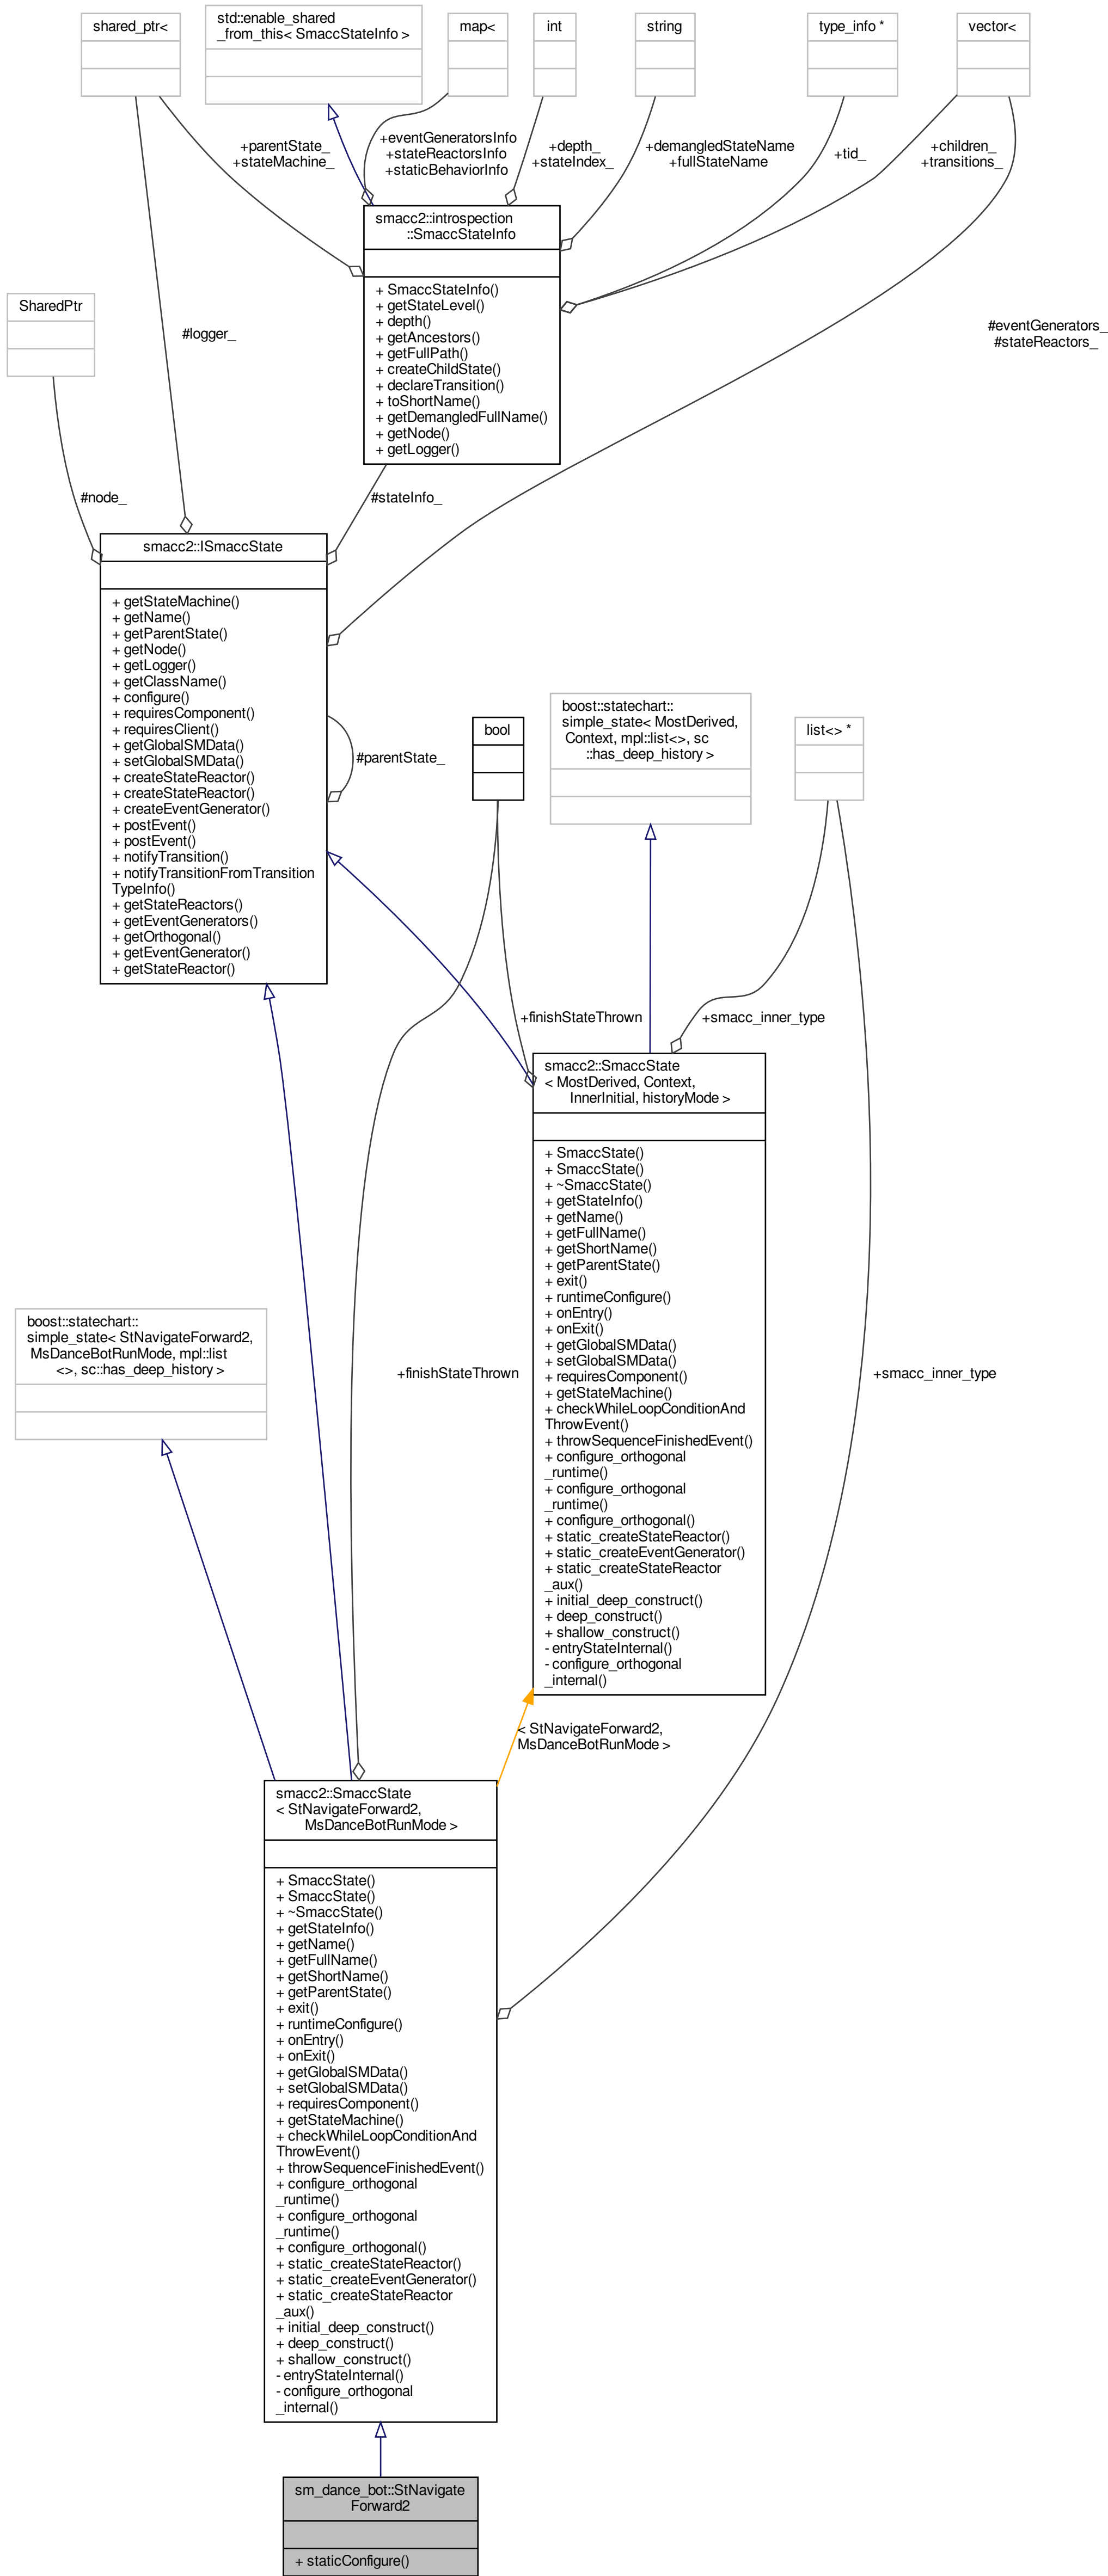 shared_ptr<
std::enable_shared
_from_this< SmaccStateInfo >
map<
int
string
type_info *
vector<
+parentState_
+stateMachine_
+eventGeneratorsInfo
+stateReactorsInfo
+staticBehaviorInfo
+depth_
+stateIndex_
+demangledStateName
+fullStateName
+tid_
+children_
+transitions_
smacc2::introspection
::SmaccStateInfo
+ SmaccStateInfo()
+ getStateLevel()
+ depth()
+ getAncestors()
+ getFullPath()
+ createChildState()
+ declareTransition()
+ toShortName()
+ getDemangledFullName()
+ getNode()
+ getLogger()
SharedPtr
#logger_
#eventGenerators_
#stateReactors_
#node_
#stateInfo_
smacc2::ISmaccState
+ getStateMachine()
+ getName()
+ getParentState()
+ getNode()
+ getLogger()
+ getClassName()
+ configure()
+ requiresComponent()
+ requiresClient()
+ getGlobalSMData()
+ setGlobalSMData()
+ createStateReactor()
+ createStateReactor()
+ createEventGenerator()
+ postEvent()
+ postEvent()
+ notifyTransition()
+ notifyTransitionFromTransition
TypeInfo()
+ getStateReactors()
+ getEventGenerators()
+ getOrthogonal()
+ getEventGenerator()
+ getStateReactor()
#parentState_
bool
boost::statechart::
simple_state< MostDerived,
Context, mpl::list<>, sc
::has_deep_history >
list<> *
+finishStateThrown
+smacc_inner_type
smacc2::SmaccState
< MostDerived, Context,
InnerInitial, historyMode >
+ SmaccState()
+ SmaccState()
+ ~SmaccState()
+ getStateInfo()
+ getName()
+ getFullName()
+ getShortName()
+ getParentState()
+ exit()
+ runtimeConfigure()
+ onEntry()
+ onExit()
+ getGlobalSMData()
+ setGlobalSMData()
+ requiresComponent()
+ getStateMachine()
+ checkWhileLoopConditionAnd
ThrowEvent()
+ throwSequenceFinishedEvent()
+ configure_orthogonal
_runtime()
+ configure_orthogonal
_runtime()
+ configure_orthogonal()
+ static_createStateReactor()
+ static_createEventGenerator()
+ static_createStateReactor
_aux()
+ initial_deep_construct()
+ deep_construct()
+ shallow_construct()
- entryStateInternal()
- configure_orthogonal
_internal()
boost::statechart::
simple_state< StNavigateForward2,
MsDanceBotRunMode, mpl::list
<>, sc::has_deep_history >
+finishStateThrown
+smacc_inner_type
< StNavigateForward2,
MsDanceBotRunMode >
smacc2::SmaccState
< StNavigateForward2,
MsDanceBotRunMode >
+ SmaccState()
+ SmaccState()
+ ~SmaccState()
+ getStateInfo()
+ getName()
+ getFullName()
+ getShortName()
+ getParentState()
+ exit()
+ runtimeConfigure()
+ onEntry()
+ onExit()
+ getGlobalSMData()
+ setGlobalSMData()
+ requiresComponent()
+ getStateMachine()
+ checkWhileLoopConditionAnd
ThrowEvent()
+ throwSequenceFinishedEvent()
+ configure_orthogonal
_runtime()
+ configure_orthogonal
_runtime()
+ configure_orthogonal()
+ static_createStateReactor()
+ static_createEventGenerator()
+ static_createStateReactor
_aux()
+ initial_deep_construct()
+ deep_construct()
+ shallow_construct()
- entryStateInternal()
- configure_orthogonal
_internal()
sm_dance_bot::StNavigate
Forward2
+ staticConfigure()